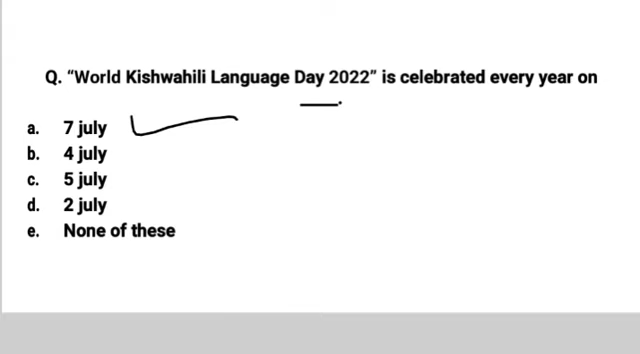 Q. “World Kishwahili Language Day 2022” is celebrated every year on
____.
a. 7 july
b. 4 july
c. 5 july
d. 2 july
e. None of these